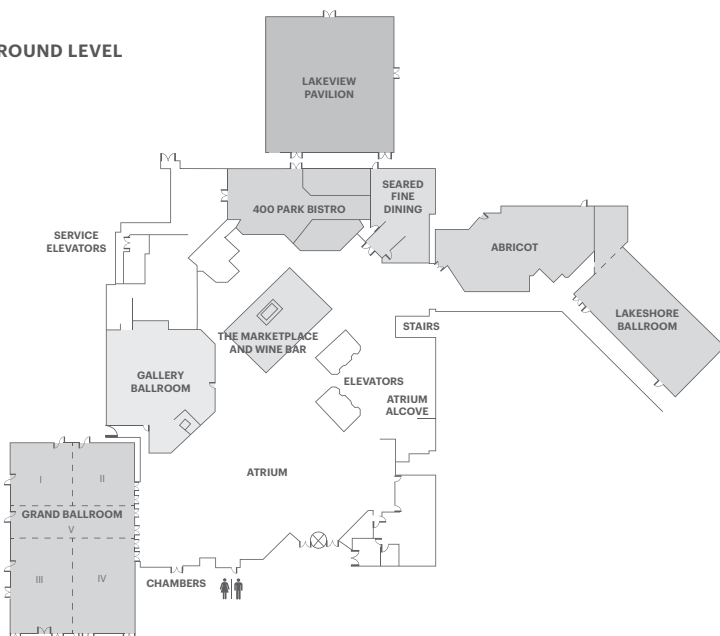 ROUND LEVEL
LAKEVIEW
PAVILION
SEARED
FINE
DINING
400 PARK BISTRO
SERVICE
ELEVATORS
ABRICOT
LAKESHORE
BALLROOM
STAIRS
THE MARKETPLACE
AND WINE BAR
GALLERY
BALLROOM
ELEVATORS
ATRIUM
ALCOVE
ATRIUM
I
II
GRAND BALLROOM
V
III
IV
CHAMBERS